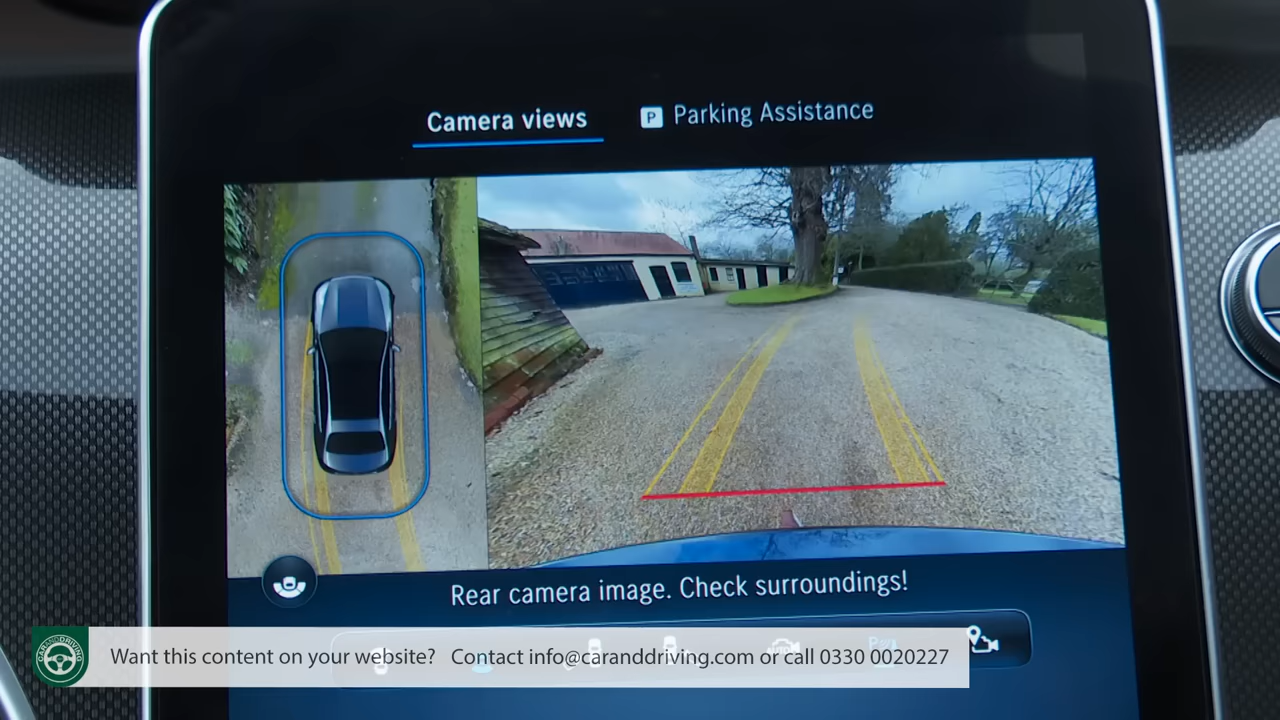 Camera views
P Parking Assistance
Rear camera image. Check surroundings!
CARANDDRIVING
Want this content on your website? Contact info@caranddriving.com or call 0330 0020227